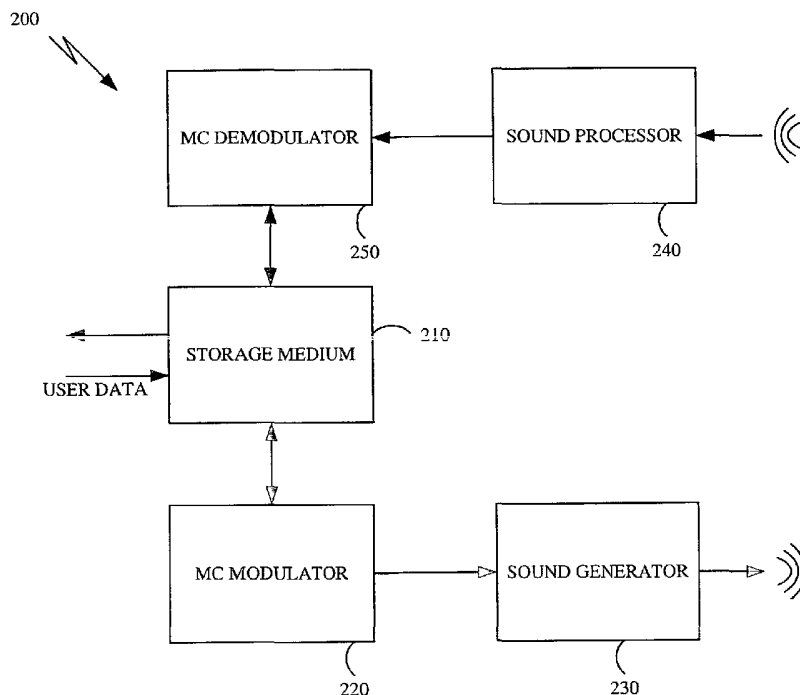 200
MC DEMODULATOR
SOUND PROCESSOR
250
240
STORAGE MEDIUM
210
USER DATA
MC MODULATOR
SOUND GENERATOR
220
230